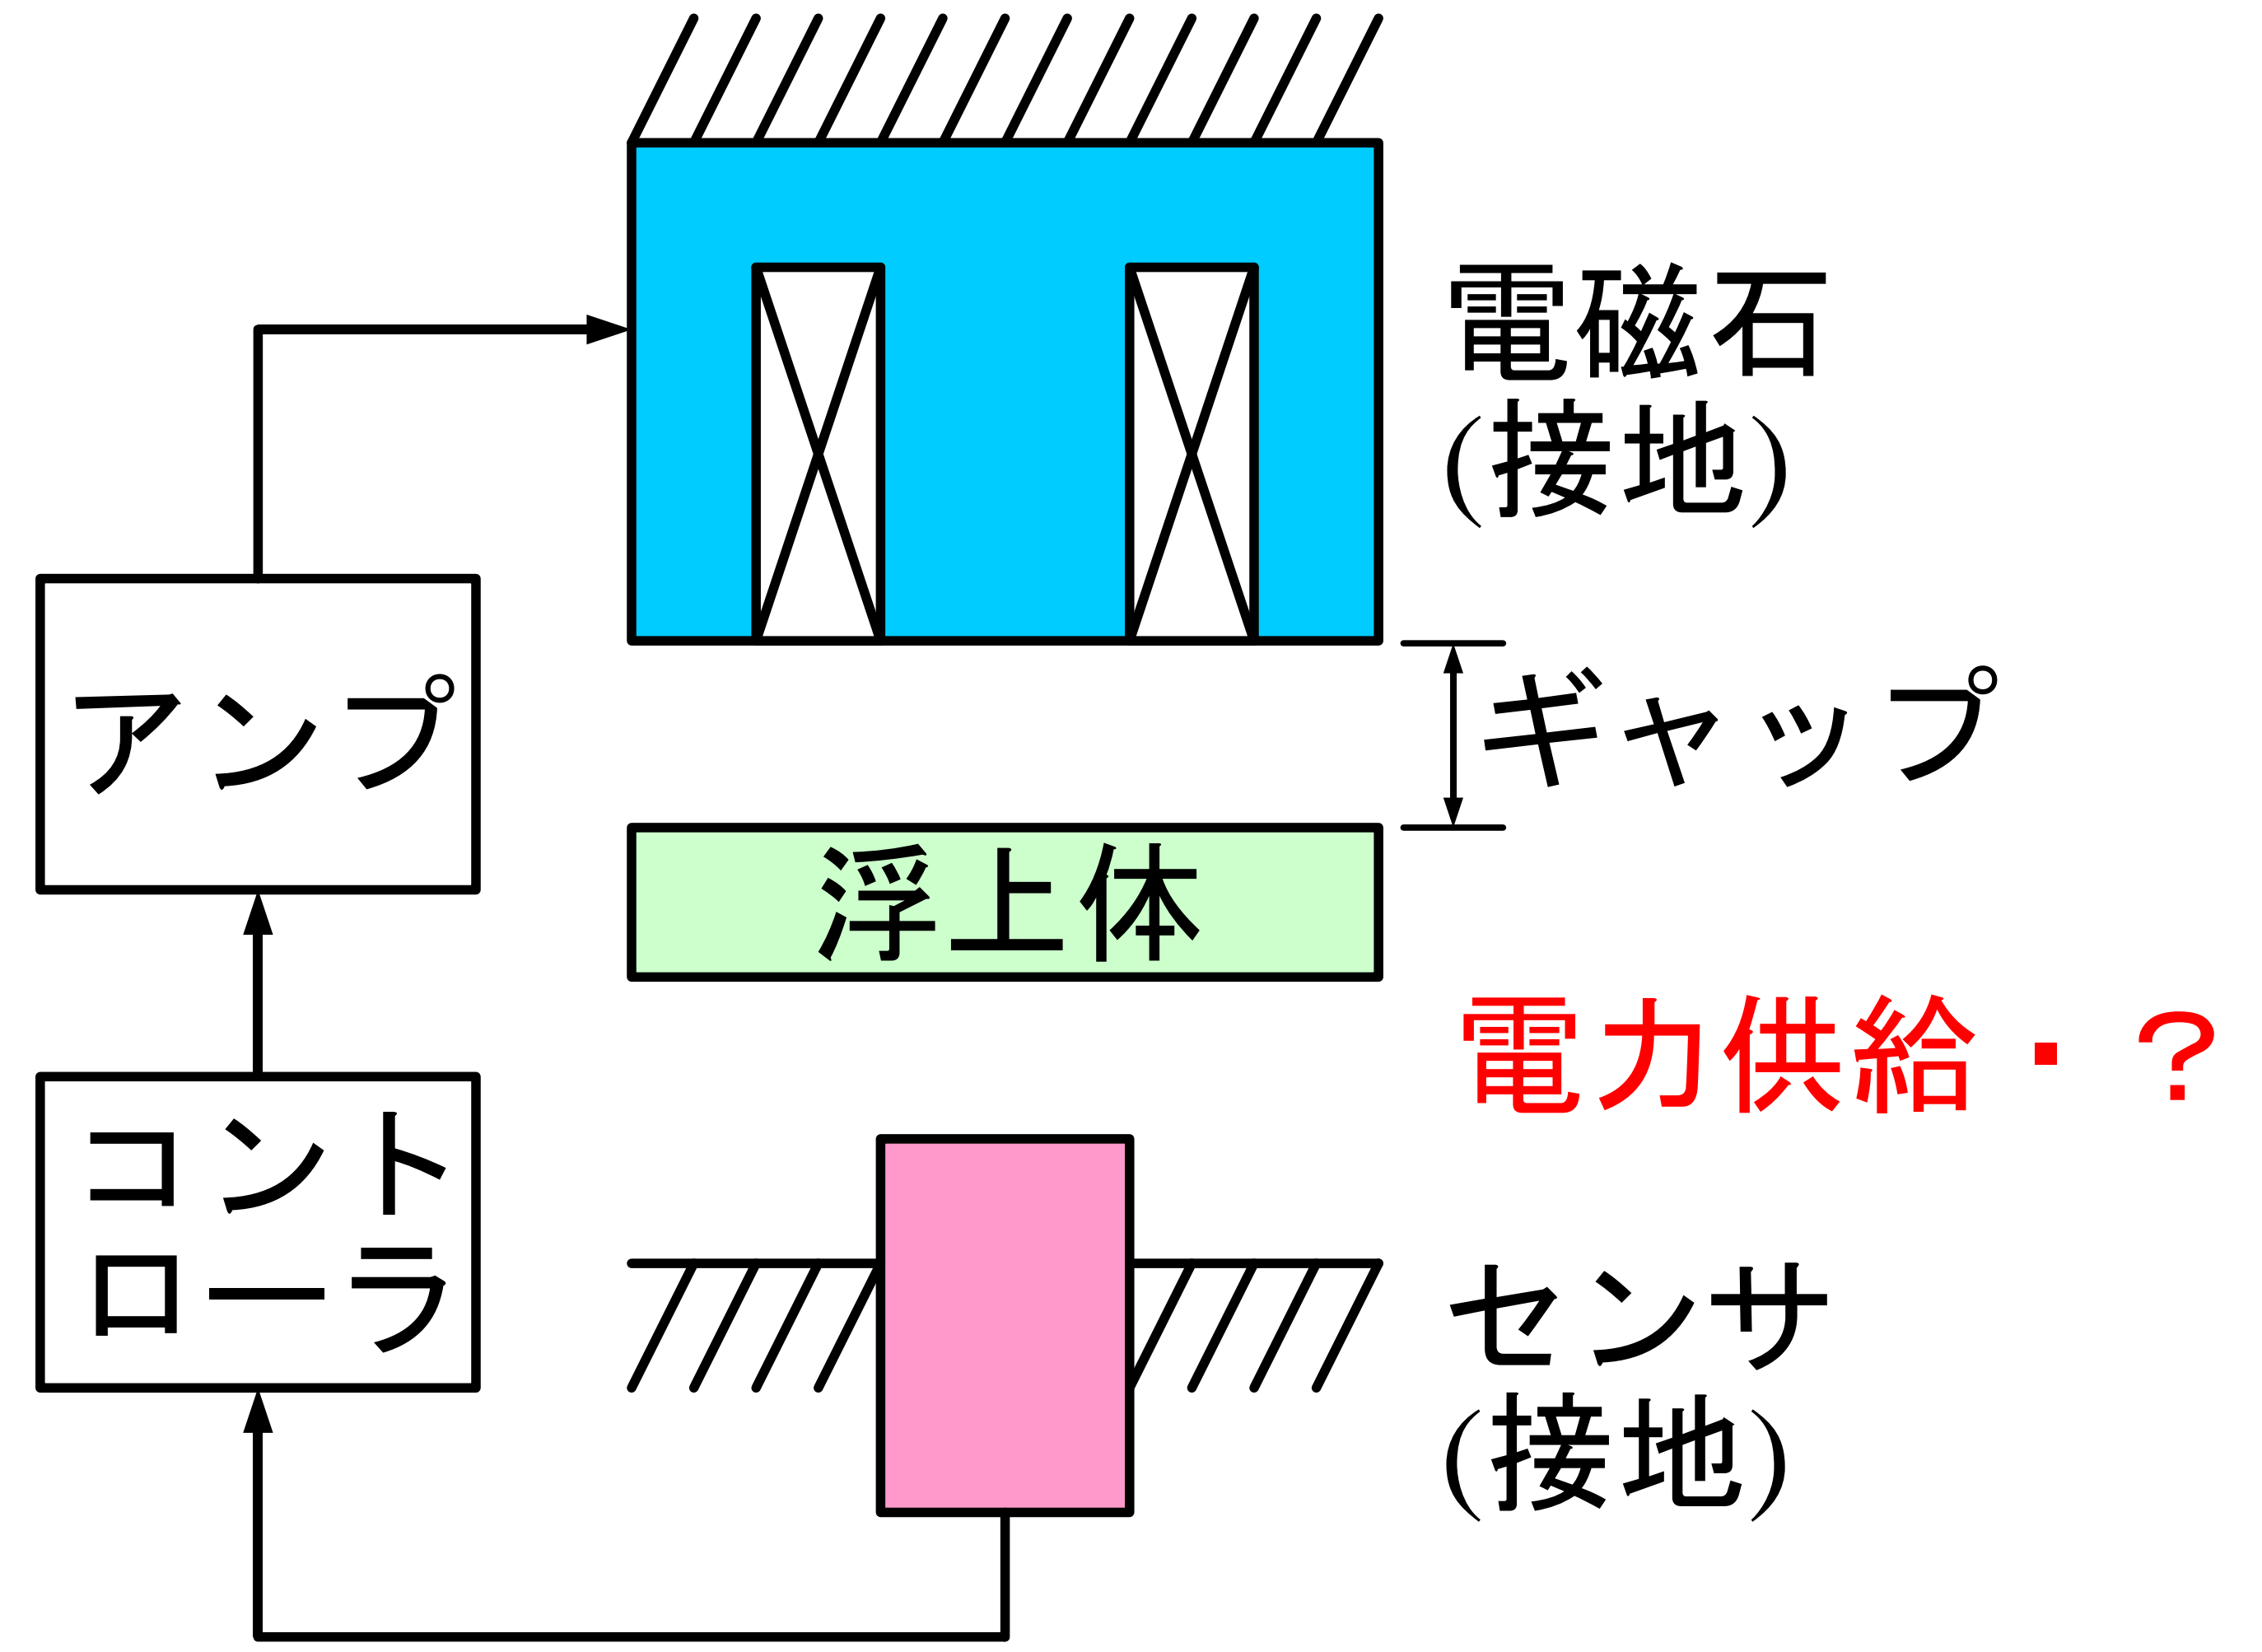 電磁石
(接地)
アンプ
ギャップ
浮上体
電力供給・？
コント
ローラ
センサ
(接地)